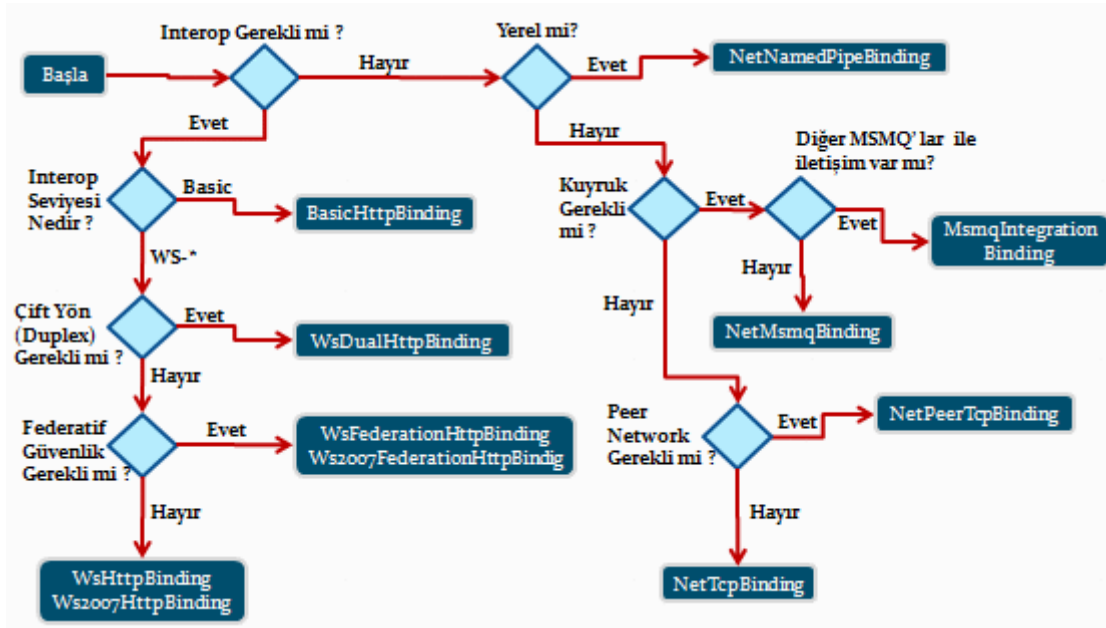 Interop Gerekli mi ?
Yerel mi?
Başla
Hayır
Evet
NetNamedPipeBinding
Evet
Hayır
Diğer MSMQ' lar ile
iletişim var mı?
Interop
Seviyesi
Nedir ?
Basic
BasicHttpBinding
Kuyruk
Gerekli
mi ?
Evet
Evet
MsmqIntegration
Binding
WS-*
Hayır
Hayır
NetMsmqBinding
Çift Yön
(Duplex)
Gerekli mi ?
Evet
WsDualHttpBinding
Hayır
Federatif
Güvenlik
Gerekli mi ?
Evet
WsFederationHttpBinding
Ws2007FederationHttpBindig
Peer
Network
Gerekli mi ?
Evet
NetPeerTcpBinding
Hayır
Hayır
WsHttpBinding
Ws2007HttpBinding
NetTcpBinding